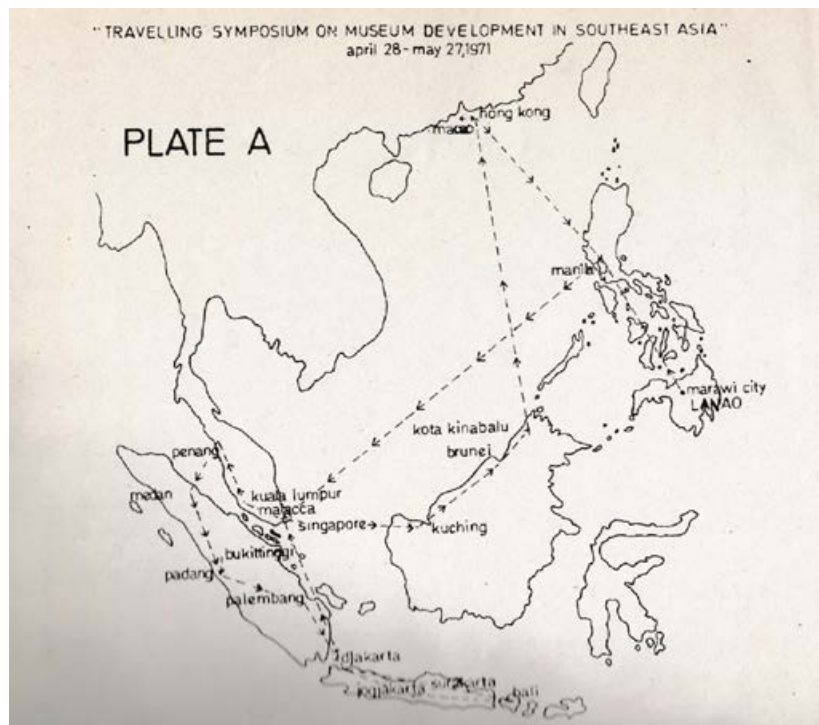 "TRAVELLING SYMPOSIUM ON MUSEUM DEVELOPMENT IN SOUTHEAST ASIA"
april 28 - may 27, 1971
PLATE A
hong kong
macao
manila
marawi city
LANAO
kota kinabalu
brunei
penang
medan
kuala lumpur
malacca
singapore
kuching
bukittinggi
padang
palembang
djakarta
jogjakarta
surakarta
bali